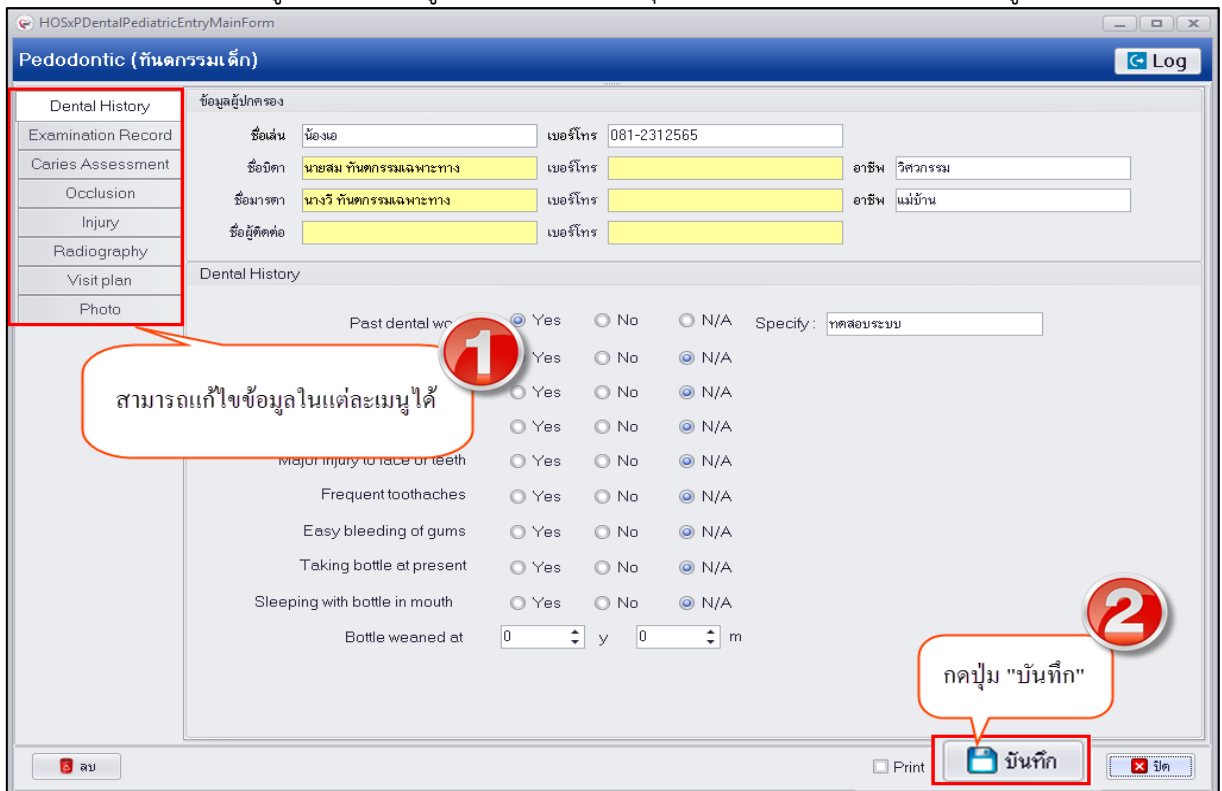 HOSxPDentalPediatricEntryMainForm
Pedodontic (ทันตกรรมเด็ก)
Log
Dental History
Examination Record
Caries Assessment
Occlusion
Injury
Radiography
Visit plan
Photo
ข้อมูลผู้ปกครอง
ชื่อเล่น น้องเอ เบอร์โทร 081-2312565
ชื่อบิดา นายสม ทันตกรรมเฉพาะทาง เบอร์โทร อาชีพ วิศวกรรม
ชื่อมารดา นางวี ทันตกรรมเฉพาะทาง เบอร์โทร อาชีพ แม่บ้าน
ชื่อผู้ติดต่อ เบอร์โทร
Dental History
Past dental Yes No N/A Specify : ทดสอบระบบ
1
Yes No N/A
สามารถแก้ไขข้อมูลในแต่ละเมนูได้
Yes No N/A
Yes No N/A
Major injury to face or teeth Yes No N/A
Frequent toothaches Yes No N/A
Easy bleeding of gums Yes No N/A
Taking bottle at present Yes No N/A
Sleeping with bottle in mouth Yes No N/A
Bottle weaned at 0 y 0 m
2
กดปุ่ม "บันทึก"
ลบ
Print
บันทึก
ปิด